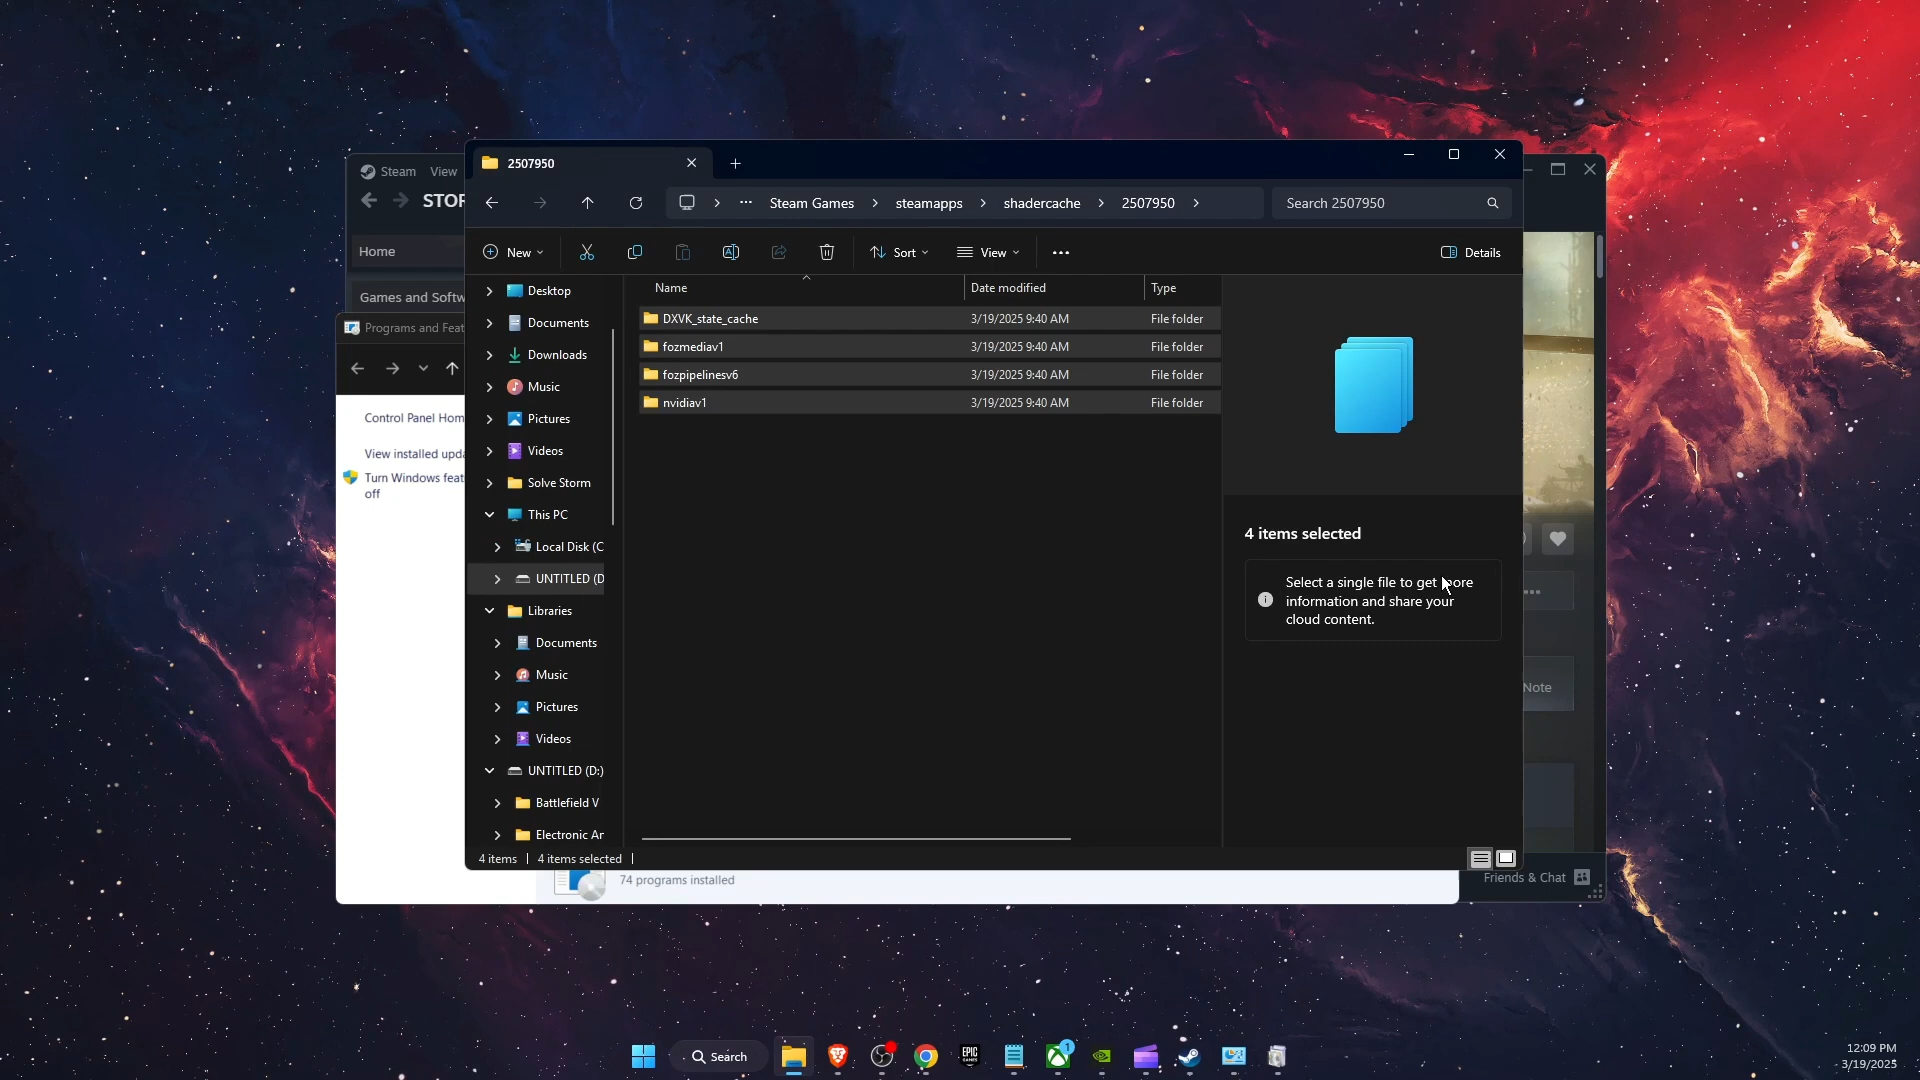 Steam View
STOR
Home
Games and Softw
Programs and Feat
Control Panel Hom
View installed upda
Turn Windows feat
off
2507950
Steam Games
steamapps
shadercache
2507950
Search 2507950
New
Sort
View
Details
Desktop
Documents
Downloads
Music
Pictures
Videos
Solve Storm
This PC
Local Disk (C
UNTITLED (D
Libraries
Documents
Music
Pictures
Videos
UNTITLED (D:)
Battlefield V
Electronic Ar
Name Date modified Type
DXVK_state_cache 3/19/2025 9:40 AM File folder
fozmediav1 3/19/2025 9:40 AM File folder
fozpipelinesv6 3/19/2025 9:40 AM File folder
nvidiav1 3/19/2025 9:40 AM File folder
4 items selected
Select a single file to get more
information and share your
cloud content.
Note
4 items 4 items selected
74 programs installed
Friends & Chat
Search
EPIC
GAMES
1
12:09 PM
3/19/2025